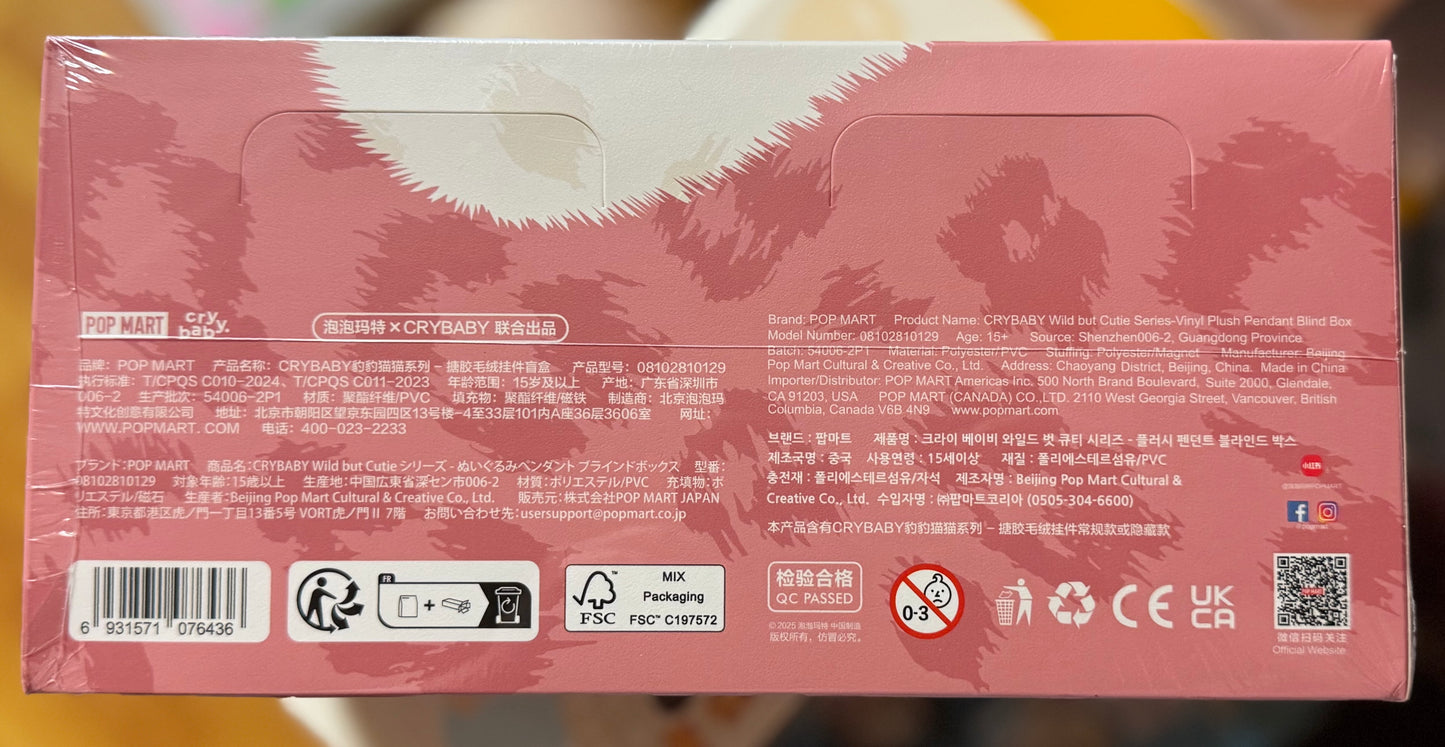 POP MART
cry
baby.
泡泡玛特×CRYBABY 联合出品
品牌：POP MART 产品名称：CRYBABY豹豹猫猫系列 – 搪胶毛绒挂件盲盒 产品型号：08102810129
执行标准：T/CPQS C010-2024、T/CPQS C011-2023 年龄范围：15岁及以上 产地：广东省深圳市
006-2 生产批次：54006-2P1 材质：聚酯纤维/PVC 填充物：聚酯纤维/磁铁 制造商：北京泡泡玛
特文化创意有限公司 地址：北京市朝阳区望京东园四区13号楼-4至33层101内A座36层3606室 网址：
WWW.POPMART.COM 电话：400-023-2233
ブランド：POP MART 商品名：CRYBABY Wild but Cutie シリーズ - ぬいぐるみペンダント ブラインドボックス 型番：
08102810129 対象年齢：15歳以上 生産地：中国広東省深セン市006-2 材質：ポリエステル/PVC 充填物：ポ
リエステル/磁石 生産者：Beijing Pop Mart Cultural & Creative Co., Ltd. 販売元：株式会社POP MART JAPAN
住所：東京都港区虎ノ門一丁目13番5号 VORT虎ノ門 II 7階 お問い合わせ先：usersupport@popmart.co.jp
Brand: POP MART Product Name: CRYBABY Wild but Cutie Series-Vinyl Plush Pendant Blind Box
Model Number: 08102810129 Age: 15+ Source: Shenzhen006-2, Guangdong Province
Batch: 54006-2P1 Material: Polyester/PVC Stuffing: Polyester/Magnet Manufacturer: Beijing
Pop Mart Cultural & Creative Co., Ltd. Address: Chaoyang District, Beijing, China. Made in China
Importer/Distributor: POP MART Americas Inc. 500 North Brand Boulevard, Suite 2000, Glendale,
CA 91203, USA POP MART (CANADA) CO.,LTD. 2110 West Georgia Street, Vancouver, British
Columbia, Canada V6B 4N9 www.popmart.com
브랜드 : 팝마트 제품명 : 크라이 베이비 와일드 벗 큐티 시리즈 - 플러시 펜던트 블라인드 박스
제조국명 : 중국 사용연령 : 15세이상 재질 : 폴리에스테르섬유/PVC
충전재 : 폴리에스테르섬유/자석 제조자명 : Beijing Pop Mart Cultural &
Creative Co., Ltd. 수입자명 : ㈜팝마트코리아 (0505-304-6600)
本产品含有CRYBABY豹豹猫猫系列 – 搪胶毛绒挂件常规款或隐藏款
小红书
@泡泡玛特POPMART
@popmart
6 931571 076436
FR
+
FSC™
MIX
Packaging
FSC™ C197572
检验合格
QC PASSED
© 2025 泡泡玛特 中国制造
版权所有，仿冒必究。
0-3
CE
UK
CA
POP MART
微信扫码关注
Official Website